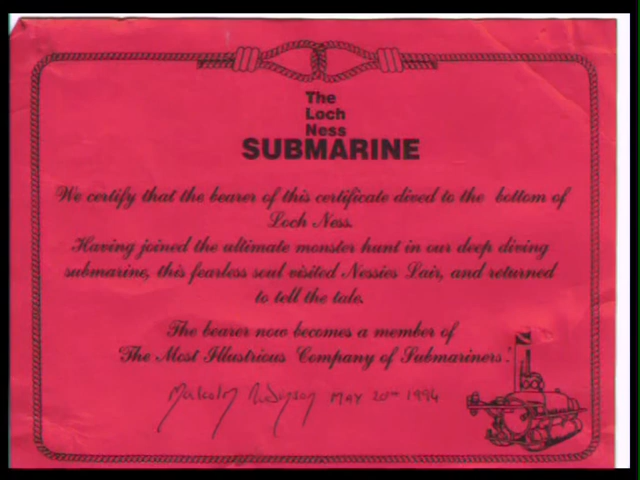 The
Loch
Ness
SUBMARINE
We certify that the bearer of this certificate dived to the bottom of
Loch Ness.
Having joined the ultimate monster hunt in our deep diving
submarine, this fearless soul visited Nessies Lair, and returned
to tell the tale.
The bearer now becomes a member of
'The Most Illustrious Company of Submariners.'
Malcolm MAY 20TH 1994